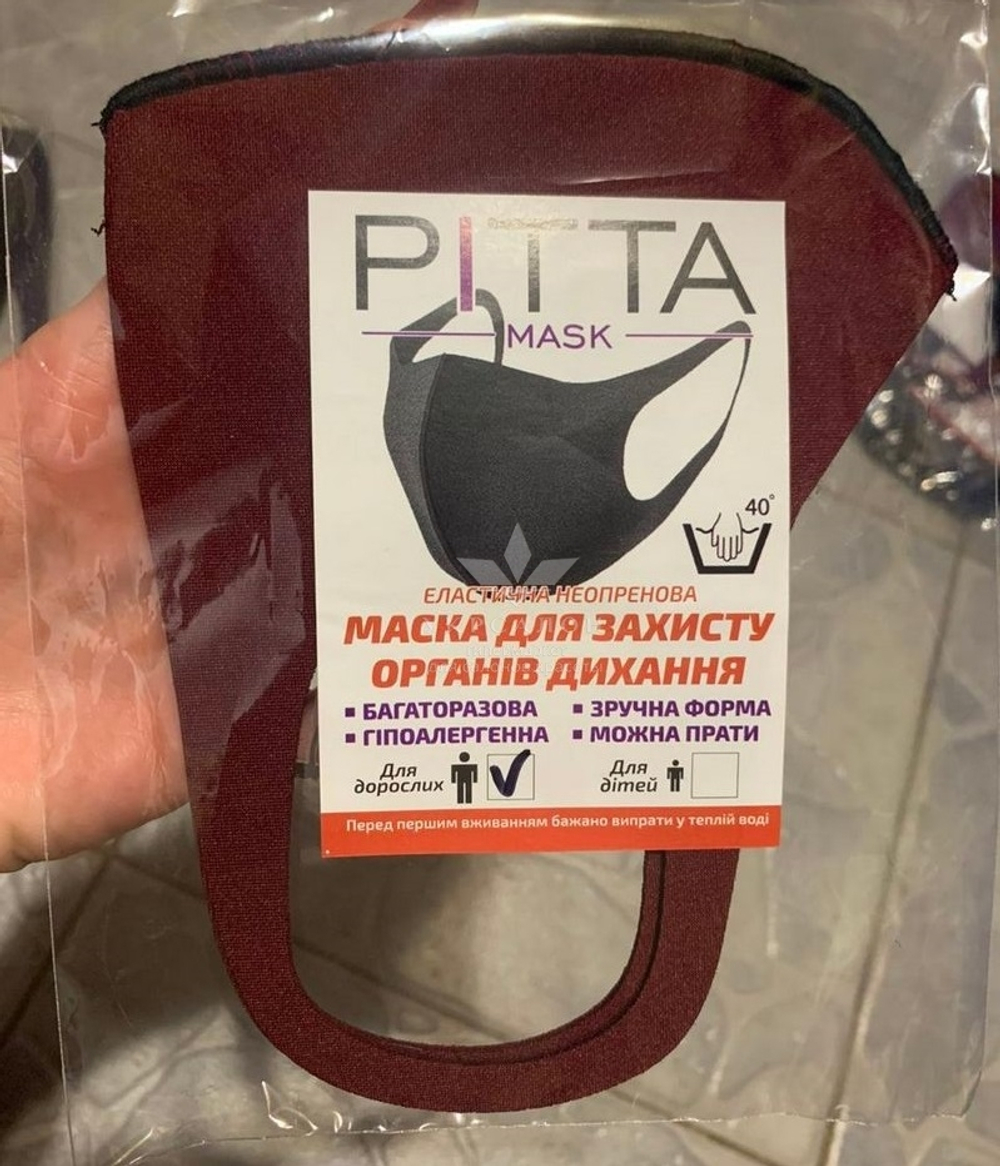 PITTA
MASK
40°
ЕЛАСТИЧНА НЕОПРЕНОВА
МАСКА ДЛЯ ЗАХИСТУ
ОРГАНІВ ДИХАННЯ
▪ БАГАТОРАЗОВА ▪ ЗРУЧНА ФОРМА
▪ ГІПОАЛЕРГЕННА ▪ МОЖНА ПРАТИ
Для дорослих
Для дітей
Перед першим вживанням бажано випрати у теплій воді